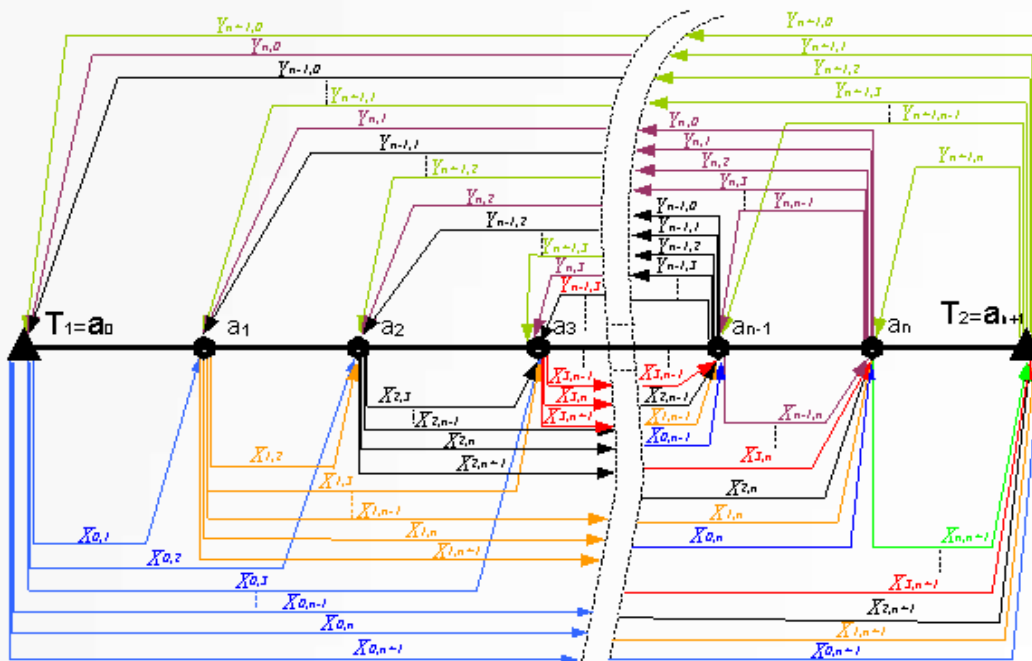 Yn+1,0 Yn+1,0
Yn,0 Yn+1,1
Yn-1,0 Yn+1,2
Yn+1,1 Yn+1,3
Yn,1 Yn,0 Yn+1,n-1
Yn-1,1 Yn,1
Yn+1,2 Yn,2 Yn+1,n
Yn,2 Yn,3
Yn-1,2 Yn,n-1
Yn-1,0
Yn-1,1
Yn+1,3 Yn-1,2
Yn,3 Yn-1,3
Yn-1,3
T1=a0 a1 a2 a3 an-1 an T2=an+1
X3,n-1 X3,n-1
X2,3 X3,n X2,n-1
X2,n-1 X3,n+1 X1,n-1 Xn-1,n
X2,n X0,n-1
X1,2 X2,n+1 X3,n
X1,3 X2,n
X1,n-1 X1,n
X1,n
X0,1 X1,n+1 X0,n Xn,n+1
X0,2
X0,3 X3,n+1
X0,n-1 X2,n+1
X0,n X1,n+1
X0,n+1 X0,n+1